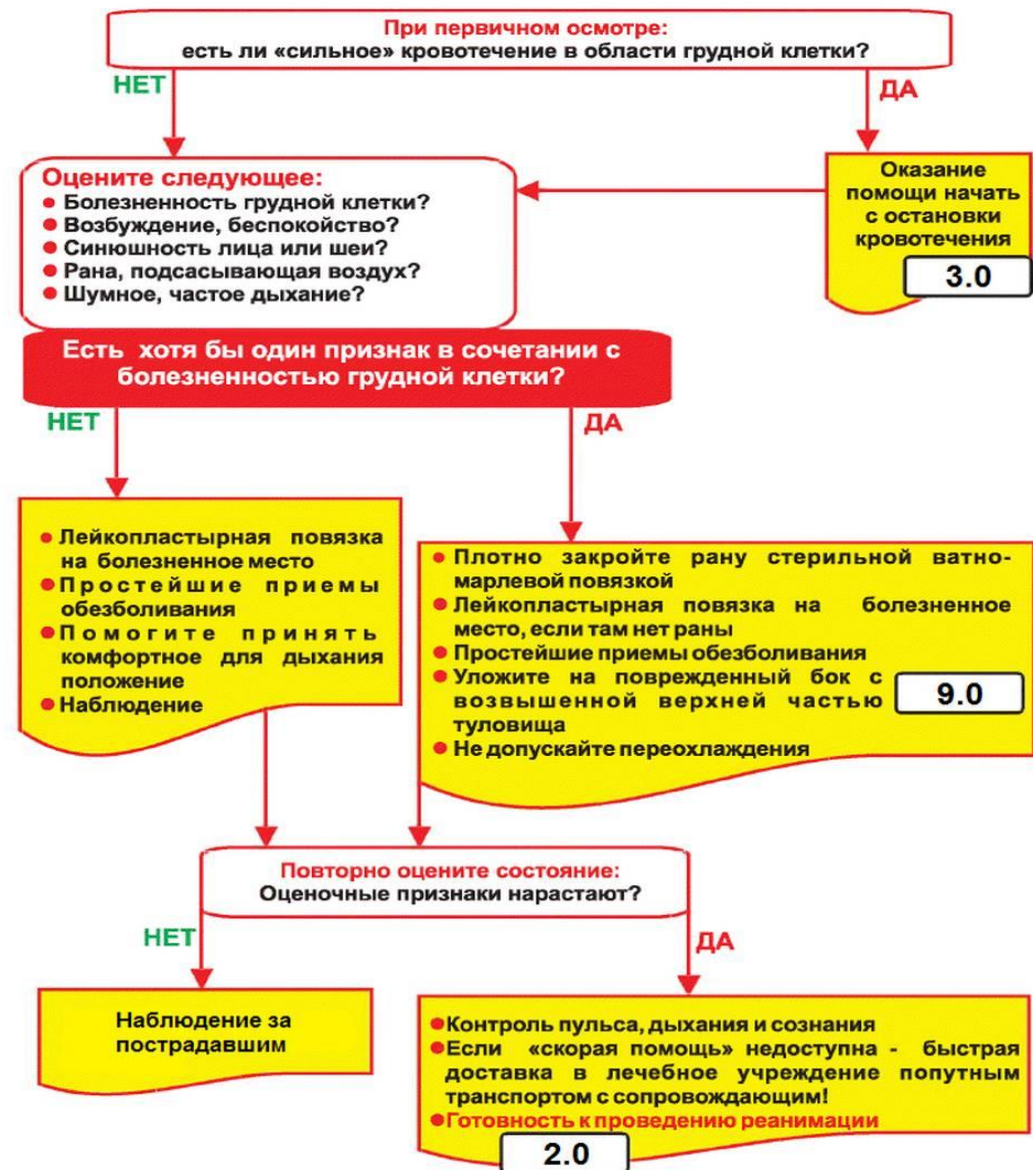 При первичном осмотре:
есть ли «сильное» кровотечение в области грудной клетки?
НЕТ
ДА
Оцените следующее:
● Болезненность грудной клетки?
● Возбуждение, беспокойство?
● Синюшность лица или шеи?
● Рана, подсасывающая воздух?
● Шумное, частое дыхание?
Оказание
помощи начать
с остановки
кровотечения
3.0
Есть хотя бы один признак в сочетании с
болезненностью грудной клетки?
НЕТ
ДА
● Лейкопластырная повязка
на болезненное место
● Простейшие приемы
обезболивания
● Помогите принять
комфортное для дыхания
положение
● Наблюдение
● Плотно закройте рану стерильной ватно-
марлевой повязкой
● Лейкопластырная повязка на болезненное
место, если там нет раны
● Простейшие приемы обезболивания
● Уложите на поврежденный бок с
возвышенной верхней частью
туловища
● Не допускайте переохлаждения
9.0
Повторно оцените состояние:
Оценочные признаки нарастают?
НЕТ
ДА
Наблюдение за
пострадавшим
● Контроль пульса, дыхания и сознания
● Если «скорая помощь» недоступна - быстрая
доставка в лечебное учреждение попутным
транспортом с сопровождающим!
● Готовность к проведению реанимации
2.0